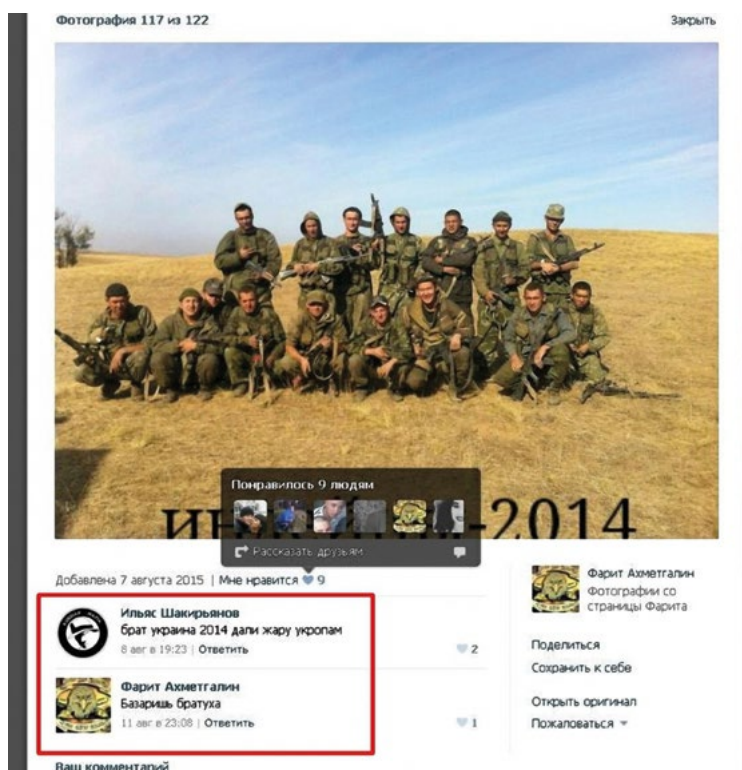 Фотография 117 из 122
Закрыть
2014
Понравилось 9 людям
Рассказать друзьям
Добавлена 7 августа 2015 | Мне нравится 9
Ильяс Шакирьянов
брат украина 2014 дали жару укропам
8 авг в 19:23 | Ответить
2
Фарит Ахметгалин
Базаришь братуха
11 авг в 23:08 | Ответить
1
Фарит Ахметгалин
Фотографии со
страницы Фарита
Поделиться
Сохранить к себе
Открыть оригинал
Пожаловаться
Ваш комментарий